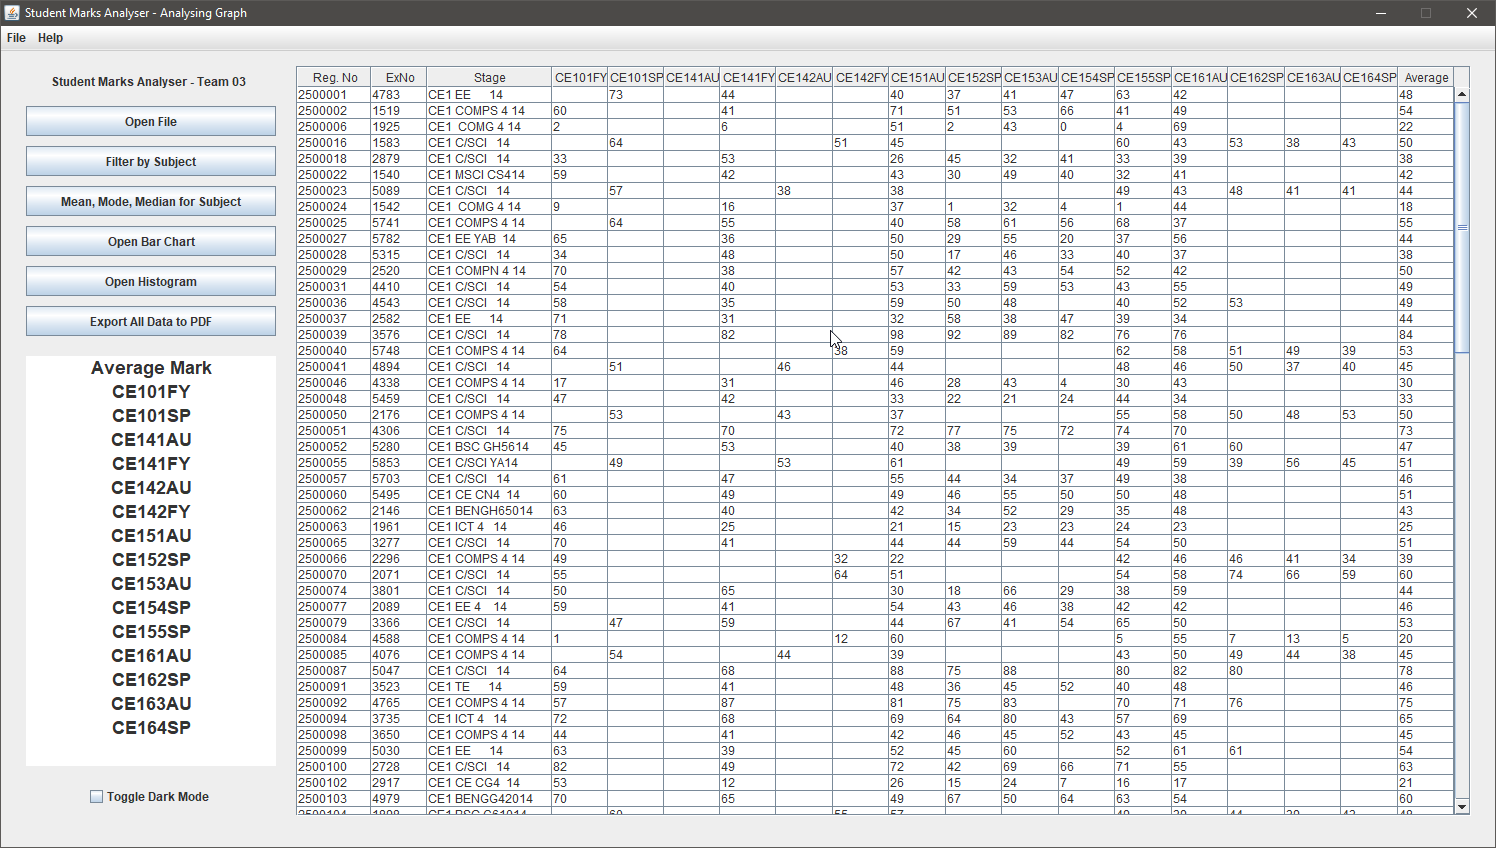 Student Marks Analyser - Analysing Graph
File Help
Student Marks Analyser - Team 03
Open File
Filter by Subject
Mean, Mode, Median for Subject
Open Bar Chart
Open Histogram
Export All Data to PDF
Average Mark
CE101FY
CE101SP
CE141AU
CE141FY
CE142AU
CE142FY
CE151AU
CE152SP
CE153AU
CE154SP
CE155SP
CE161AU
CE162SP
CE163AU
CE164SP
Toggle Dark Mode
Reg. No ExNo Stage CE101FY CE101SP CE141AU CE141FY CE142AU CE142FY CE151AU CE152SP CE153AU CE154SP CE155SP CE161AU CE162SP CE163AU CE164SP Average
2500001 4783 CE1 EE 14 73 44 40 37 41 47 63 42 48
2500002 1519 CE1 COMPS 4 14 60 41 71 51 53 66 41 49 54
2500006 1925 CE1 COMG 4 14 2 6 51 2 43 0 4 69 22
2500016 1583 CE1 C/SCI 14 64 51 45 60 43 53 38 43 50
2500018 2879 CE1 C/SCI 14 33 53 26 45 32 41 33 39 38
2500022 1540 CE1 MSCI CS414 59 42 43 30 49 40 32 41 42
2500023 5089 CE1 C/SCI 14 57 38 38 49 43 48 41 41 44
2500024 1542 CE1 COMG 4 14 9 16 37 1 32 4 1 44 18
2500025 5741 CE1 COMPS 4 14 64 55 40 58 61 56 68 37 55
2500027 5782 CE1 EE YAB 14 65 36 50 29 55 20 37 56 44
2500028 5315 CE1 C/SCI 14 34 48 50 17 46 33 40 37 38
2500029 2520 CE1 COMPN 4 14 70 38 57 42 43 54 52 42 50
2500031 4410 CE1 C/SCI 14 54 40 53 33 59 53 43 55 49
2500036 4543 CE1 C/SCI 14 58 35 59 50 48 40 52 53 49
2500037 2582 CE1 EE 14 71 31 32 58 38 47 39 34 44
2500039 3576 CE1 C/SCI 14 78 82 98 92 89 82 76 76 84
2500040 5748 CE1 COMPS 4 14 64 38 59 62 58 51 49 39 53
2500041 4894 CE1 C/SCI 14 51 46 44 48 46 50 37 40 45
2500046 4338 CE1 COMPS 4 14 17 31 46 28 43 4 30 43 30
2500048 5459 CE1 C/SCI 14 47 42 33 22 21 24 44 34 33
2500050 2176 CE1 COMPS 4 14 53 43 37 55 58 50 48 53 50
2500051 4306 CE1 C/SCI 14 75 70 72 77 75 72 74 70 73
2500052 5280 CE1 BSC GH5614 45 53 40 38 39 39 61 60 47
2500055 5853 CE1 C/SCI YA14 49 53 61 49 59 39 56 45 51
2500057 5703 CE1 C/SCI 14 61 47 55 44 34 37 49 38 46
2500060 5495 CE1 CE CN4 14 60 49 49 46 55 50 50 48 51
2500062 2146 CE1 BENGH65014 63 40 42 34 52 29 35 48 43
2500063 1961 CE1 ICT 4 14 46 25 21 15 23 23 24 23 25
2500065 3277 CE1 C/SCI 14 70 41 44 44 59 44 54 50 51
2500066 2296 CE1 COMPS 4 14 49 32 22 42 46 46 41 34 39
2500070 2071 CE1 C/SCI 14 55 64 51 54 58 74 66 59 60
2500074 3801 CE1 C/SCI 14 50 65 30 18 66 29 38 59 44
2500077 2089 CE1 EE 4 14 59 41 54 43 46 38 42 42 46
2500079 3366 CE1 C/SCI 14 47 59 44 67 41 54 65 50 53
2500084 4588 CE1 COMPS 4 14 1 12 60 5 55 7 13 5 20
2500085 4076 CE1 COMPS 4 14 54 44 39 43 50 49 44 38 45
2500087 5047 CE1 C/SCI 14 64 68 88 75 88 80 82 80 78
2500091 3523 CE1 TE 14 59 41 48 36 45 52 40 48 46
2500092 4765 CE1 COMPS 4 14 57 87 81 75 83 70 71 76 75
2500094 3735 CE1 ICT 4 14 72 68 69 64 80 43 57 69 65
2500098 3650 CE1 COMPS 4 14 44 41 42 46 45 52 43 45 45
2500099 5030 CE1 EE 14 63 39 52 45 60 52 61 61 54
2500100 2728 CE1 C/SCI 14 82 49 72 42 69 66 71 55 63
2500102 2917 CE1 CE CG4 14 53 12 26 15 24 7 16 17 21
2500103 4979 CE1 BENGG42014 70 65 49 67 50 64 63 54 60